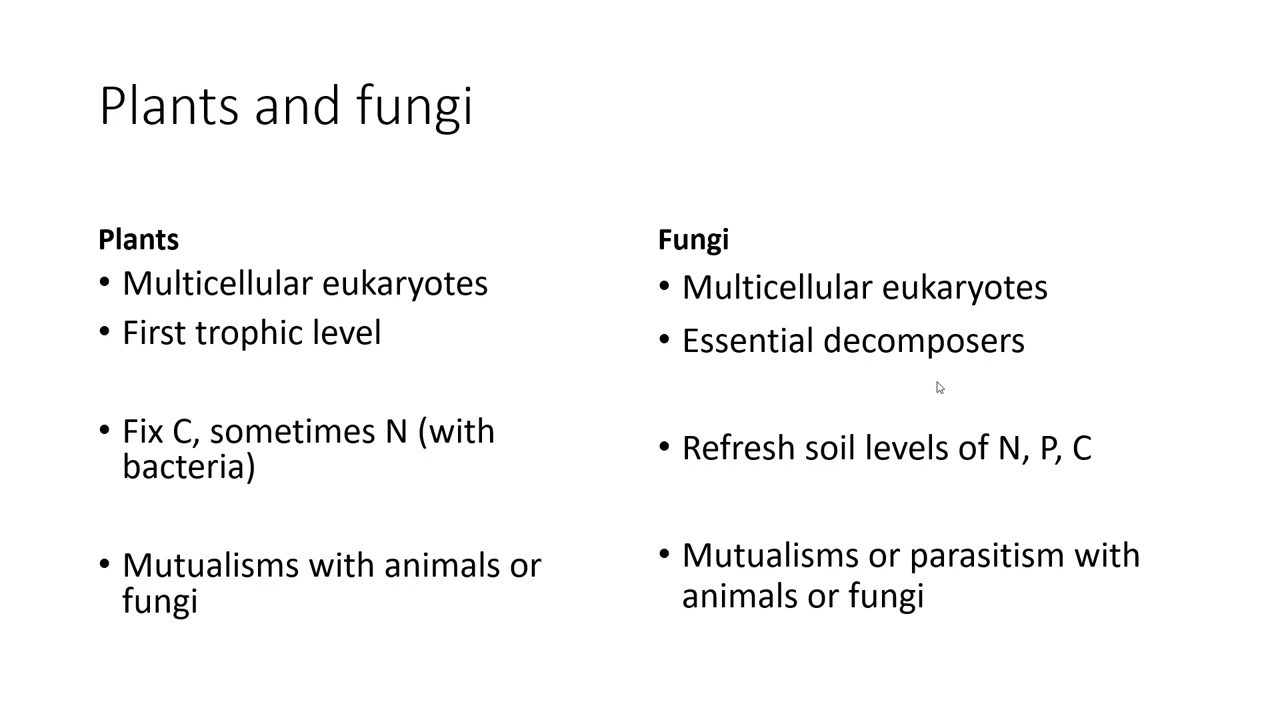 Plants and fungi
Plants
• Multicellular eukaryotes
• First trophic level
• Fix C, sometimes N (with
bacteria)
• Mutualisms with animals or
fungi
Fungi
• Multicellular eukaryotes
• Essential decomposers
• Refresh soil levels of N, P, C
• Mutualisms or parasitism with
animals or fungi